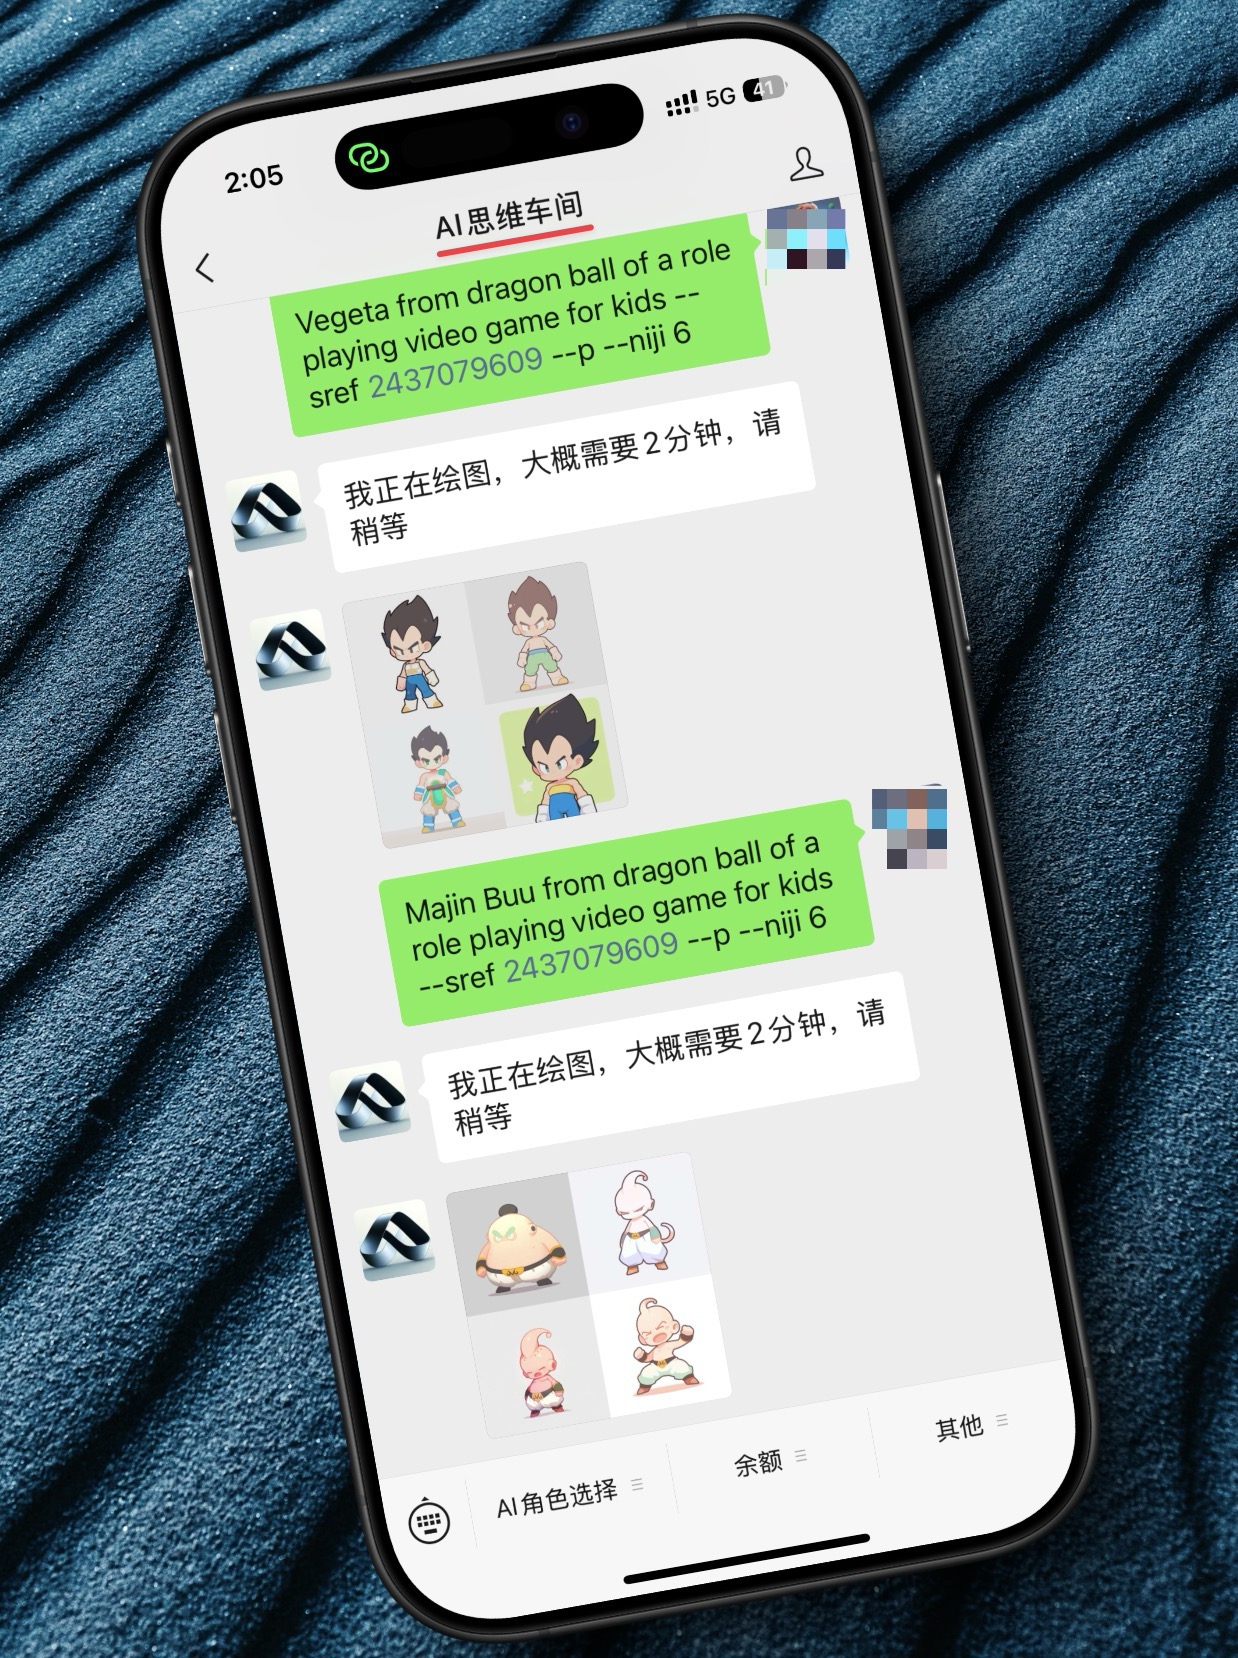 2:05
5G
41
AI思维车间
Vegeta from dragon ball of a role
playing video game for kids --
sref 2437079609 --p --niji 6
我正在绘图，大概需要2分钟，请
稍等
Majin Buu from dragon ball of a
role playing video game for kids
--sref 2437079609 --p --niji 6
我正在绘图，大概需要2分钟，请
稍等
AI角色选择
余额
其他